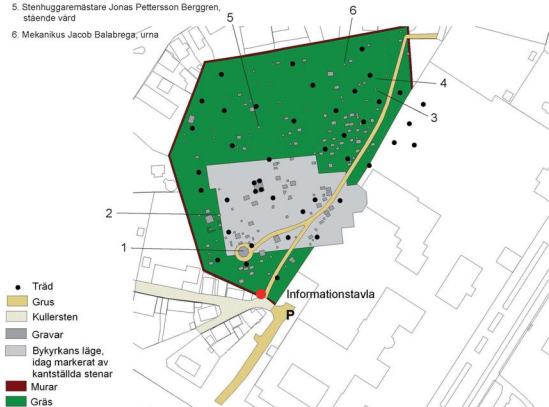 5. Stenhuggaremästare Jonas Pettersson Berggren,
stående vård
6. Mekanikus Jacob Balabrega, urna
5
6
4
3
2
1
Informationstavla
P
Träd
Grus
Kullersten
Gravar
Bykyrkans läge,
idag markerat av
kantställda stenar
Murar
Gräs